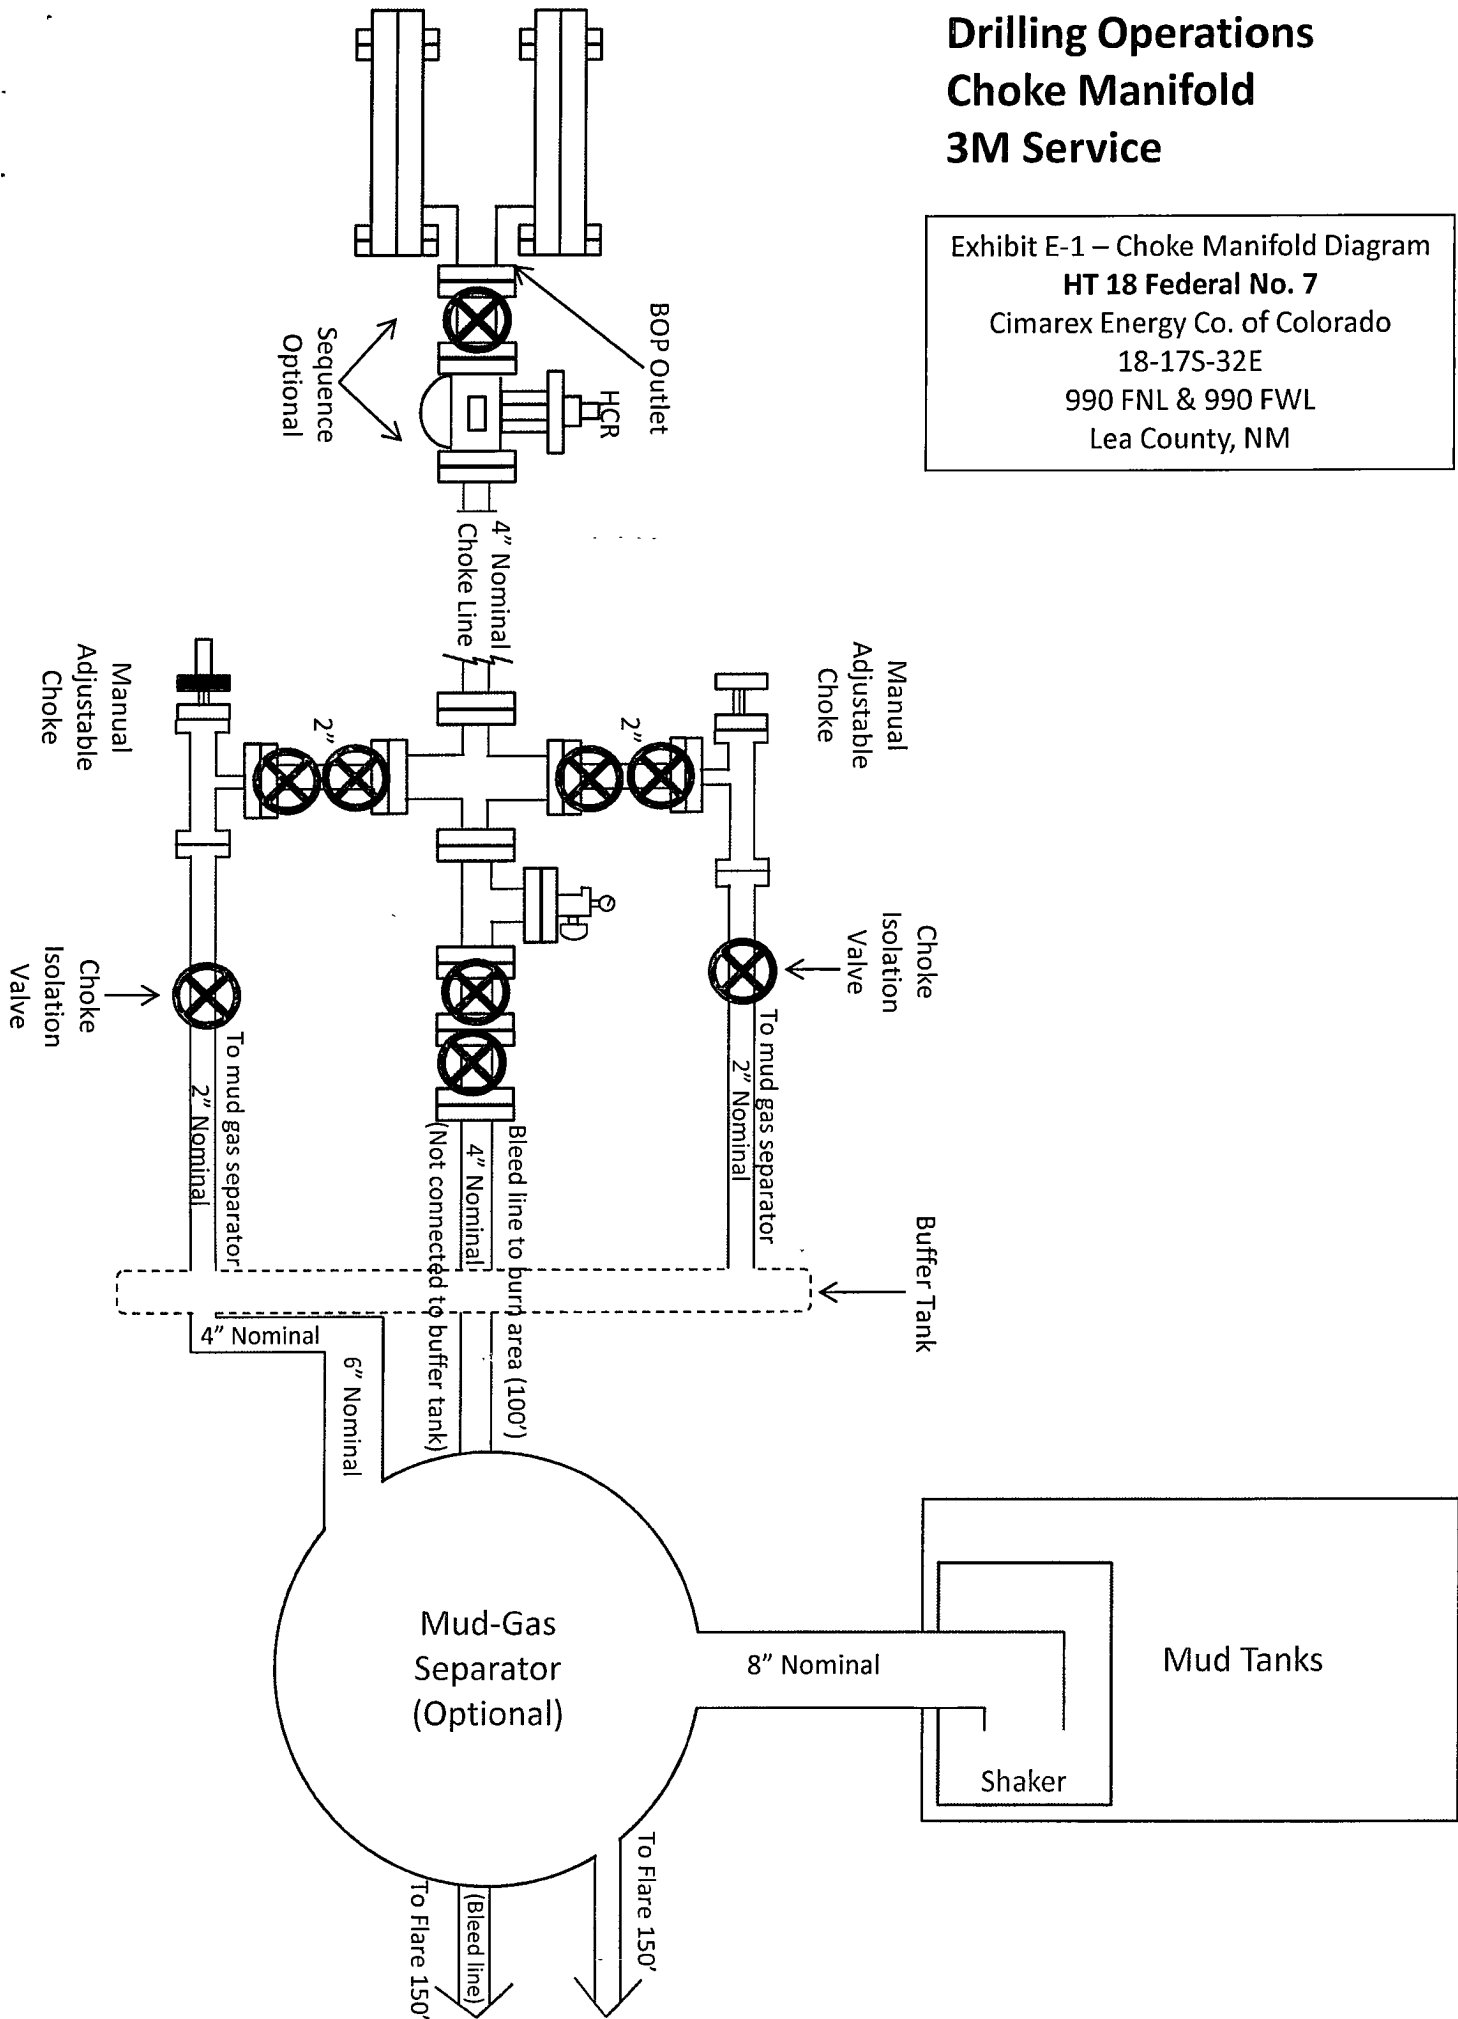 Drilling Operations
Choke Manifold
3M Service
Exhibit E-1 – Choke Manifold Diagram
HT 18 Federal No. 7
Cimarex Energy Co. of Colorado
18-17S-32E
990 FNL & 990 FWL
Lea County, NM
BOP Outlet
HCR
Sequence
Optional
4” Nominal
Choke Line
Manual
Adjustable
Choke
2”
2”
Manual
Adjustable
Choke
Choke
Isolation
Valve
Choke
Isolation
Valve
To mud gas separator
2” Nominal
To mud gas separator
2” Nominal
Bleed line to burn area (100’)
4” Nominal
(Not connected to buffer tank)
Buffer Tank
4” Nominal
6” Nominal
Mud-Gas
Separator
(Optional)
8” Nominal
Mud Tanks
Shaker
To Flare 150’
(Bleed line)
To Flare 150’